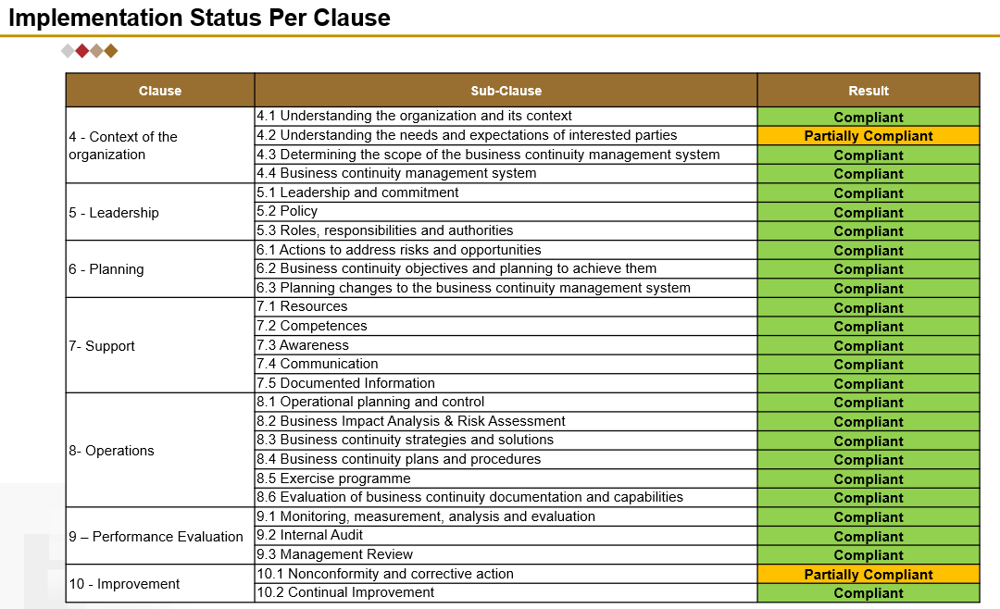 Implementation Status Per Clause
Clause Sub-Clause Result
4 - Context of the
organization
4.1 Understanding the organization and its context Compliant
4.2 Understanding the needs and expectations of interested parties Partially Compliant
4.3 Determining the scope of the business continuity management system Compliant
4.4 Business continuity management system Compliant
5 - Leadership
5.1 Leadership and commitment Compliant
5.2 Policy Compliant
5.3 Roles, responsibilities and authorities Compliant
6 - Planning
6.1 Actions to address risks and opportunities Compliant
6.2 Business continuity objectives and planning to achieve them Compliant
6.3 Planning changes to the business continuity management system Compliant
7- Support
7.1 Resources Compliant
7.2 Competences Compliant
7.3 Awareness Compliant
7.4 Communication Compliant
7.5 Documented Information Compliant
8- Operations
8.1 Operational planning and control Compliant
8.2 Business Impact Analysis & Risk Assessment Compliant
8.3 Business continuity strategies and solutions Compliant
8.4 Business continuity plans and procedures Compliant
8.5 Exercise programme Compliant
8.6 Evaluation of business continuity documentation and capabilities Compliant
9 – Performance Evaluation
9.1 Monitoring, measurement, analysis and evaluation Compliant
9.2 Internal Audit Compliant
9.3 Management Review Compliant
10 - Improvement
10.1 Nonconformity and corrective action Partially Compliant
10.2 Continual Improvement Compliant